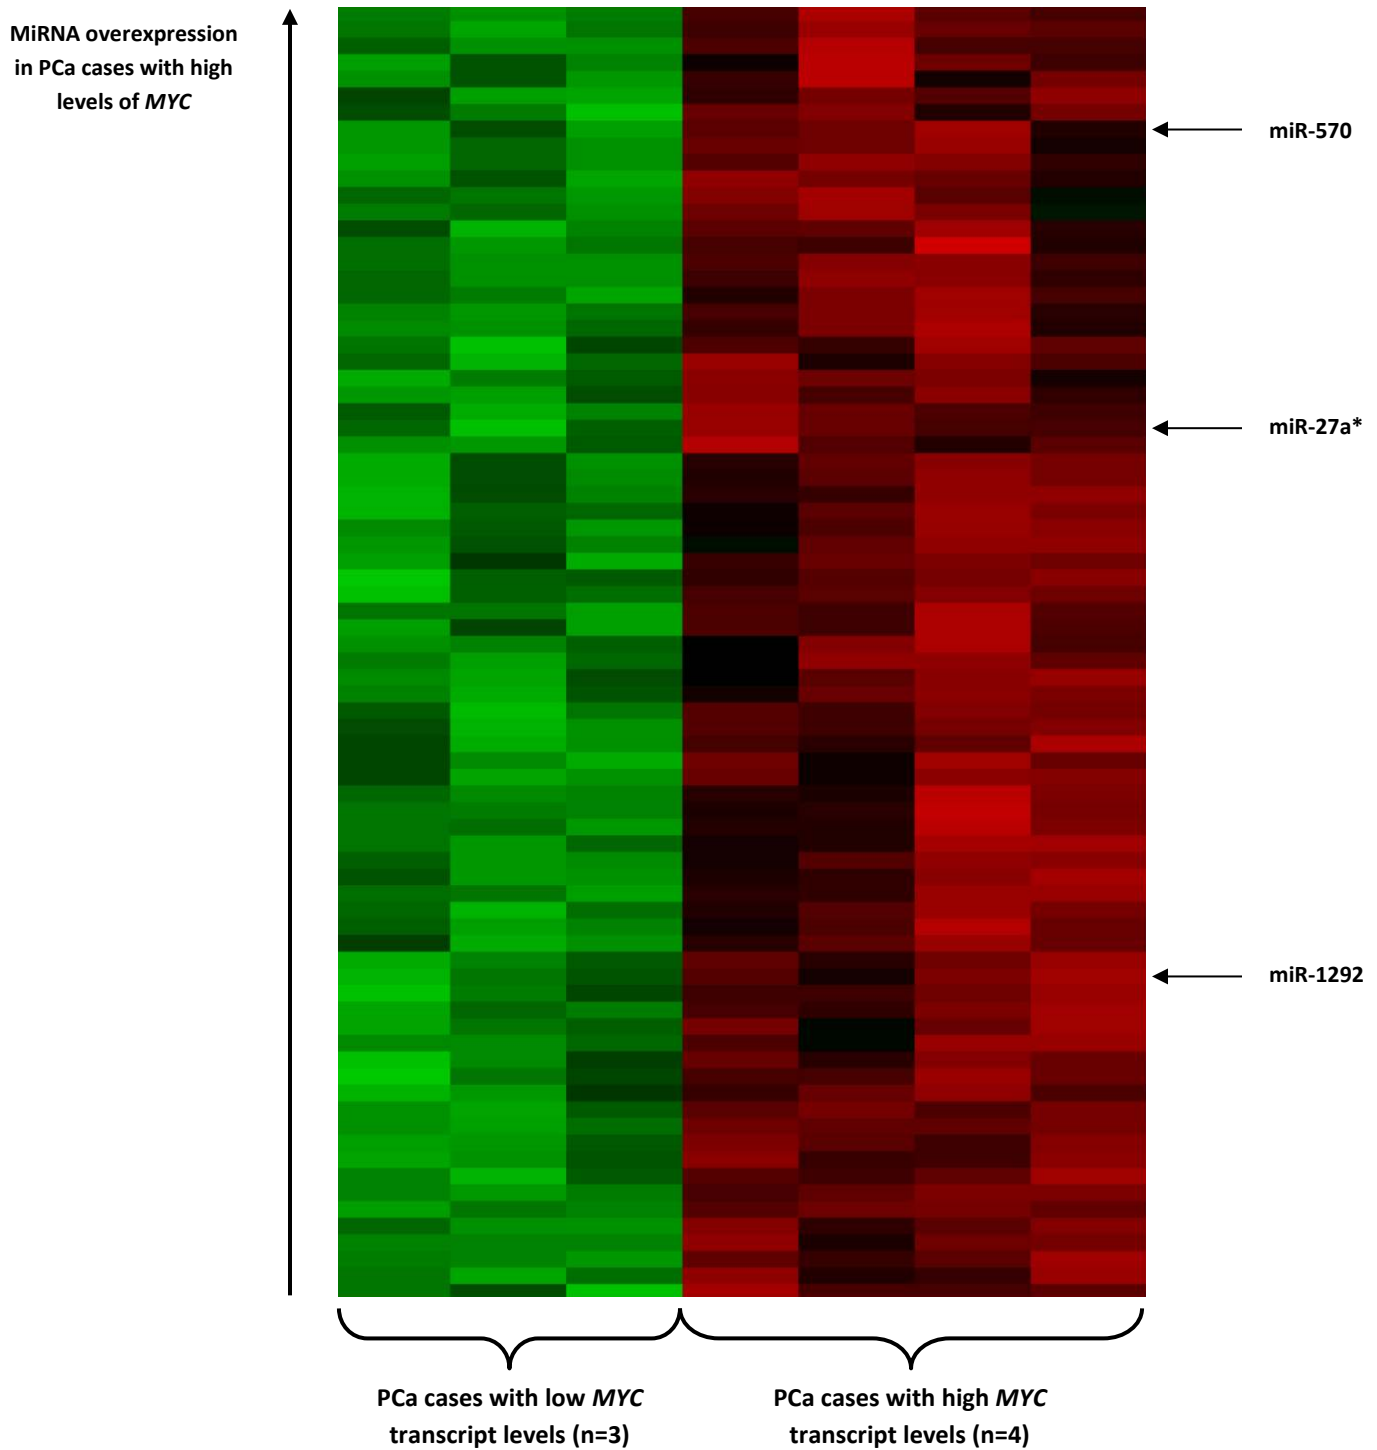 MiRNA overexpression
in PCa cases with high
levels of MYC
miR-570
miR-27a*
miR-1292
PCa cases with low MYC
transcript levels (n=3)
PCa cases with high MYC
transcript levels (n=4)